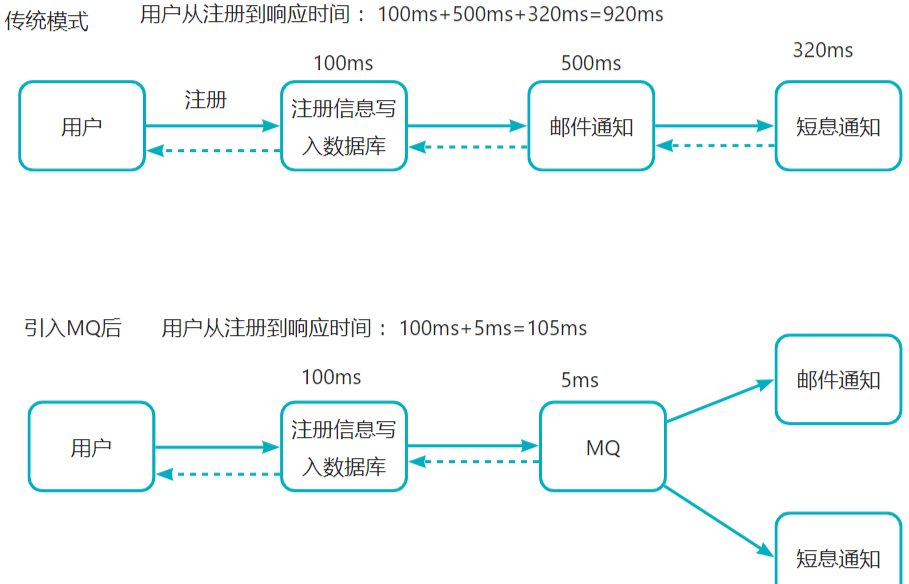 传统模式
用户从注册到响应时间： 100ms+500ms+320ms=920ms
100ms
500ms
320ms
用户
注册
注册信息写
入数据库
邮件通知
短息通知
引入MQ后
用户从注册到响应时间： 100ms+5ms=105ms
100ms
5ms
用户
注册信息写
入数据库
MQ
邮件通知
短息通知